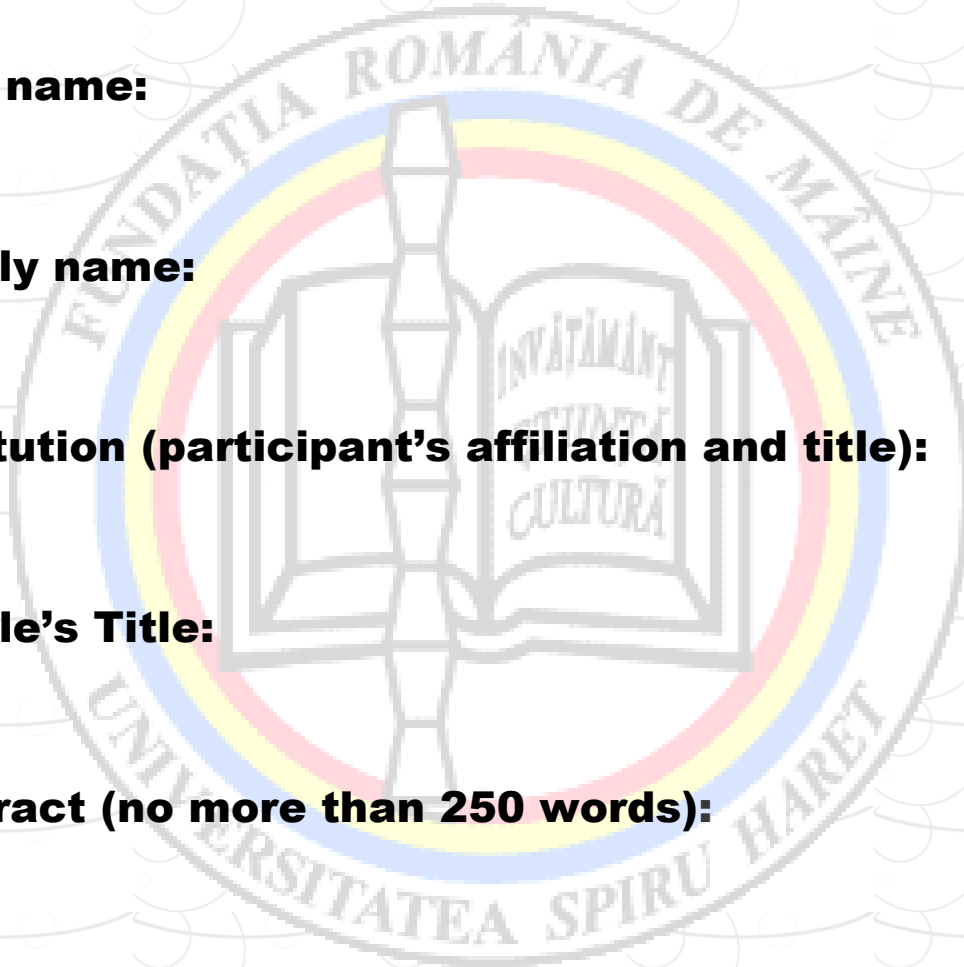 FUNDAȚIA ROMÂNIA DE MÂINE
name:
ly name:
ÎNVĂȚĂMÂNT
ȘTIINȚĂ
CULTURĂ
tution (participant’s affiliation and title):
le’s Title:
ract (no more than 250 words):
UNIVERSITATEA SPIRU HARET